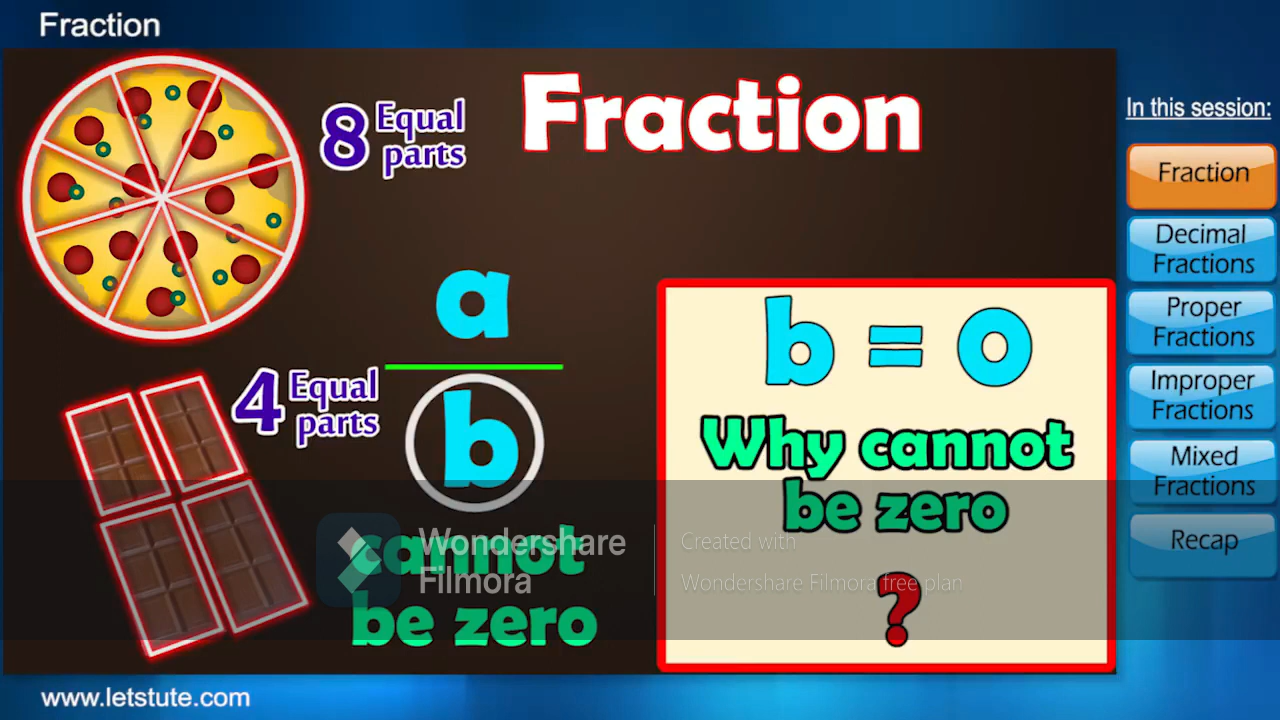 Fraction
8 Equal
parts
Fraction
In this session:
Fraction
Decimal
Fractions
Proper
Fractions
Improper
Fractions
Mixed
Fractions
Recap
a
b
cannot
be zero
4 Equal
parts
b = 0
Why cannot
be zero
?
Wondershare
Filmora
Created with
Wondershare Filmora free plan
www.letstute.com